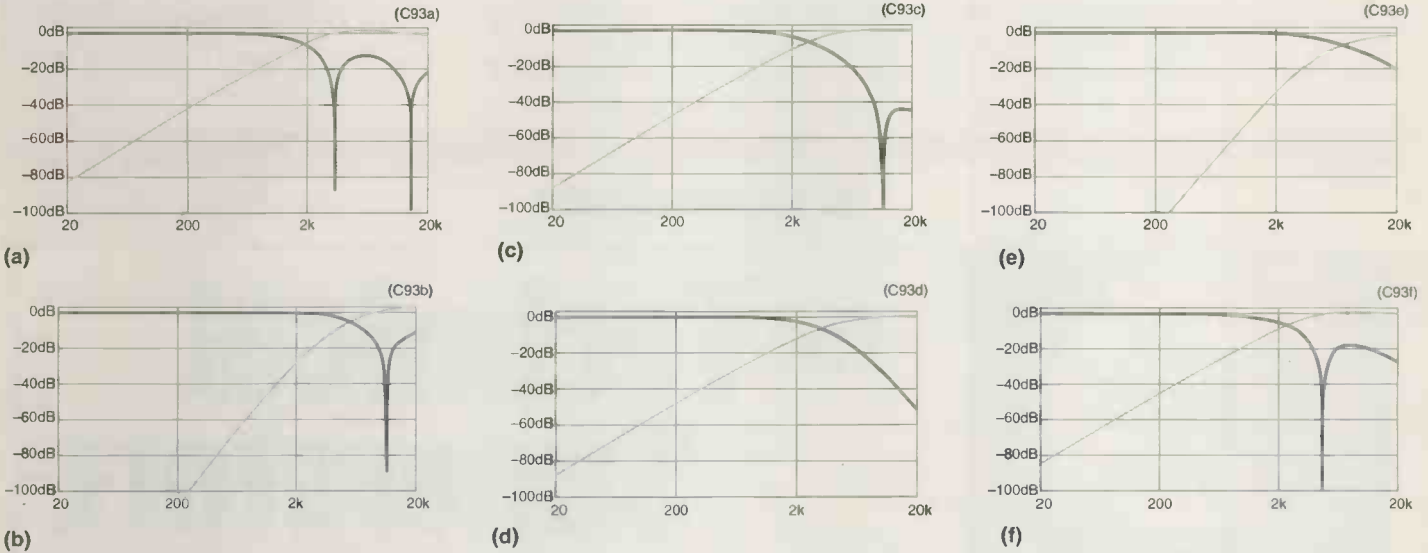 (C93a)
0dB
−20dB
−40dB
−60dB
−80dB
−100dB
20 200 2k 20k
(a)
(C93c)
0dB
−20dB
−40dB
−60dB
−80dB
−100dB
20 200 2k 20k
(c)
(C93e)
0dB
−20dB
−40dB
−60dB
−80dB
−100dB
20 200 2k 20k
(e)
(C93b)
0dB
−20dB
−40dB
−60dB
−80dB
−100dB
20 200 2k 20k
(b)
(C93d)
0dB
−20dB
−40dB
−60dB
−80dB
−100dB
20 200 2k 20k
(d)
(C93f)
0dB
−20dB
−40dB
−60dB
−80dB
−100dB
20 200 2k 20k
(f)